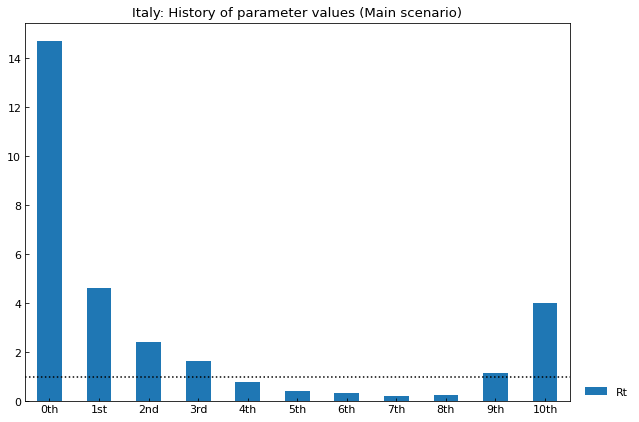 Italy: History of parameter values (Main scenario)
14
12
10
8
6
4
2
0
0th 1st 2nd 3rd 4th 5th 6th 7th 8th 9th 10th
Rt